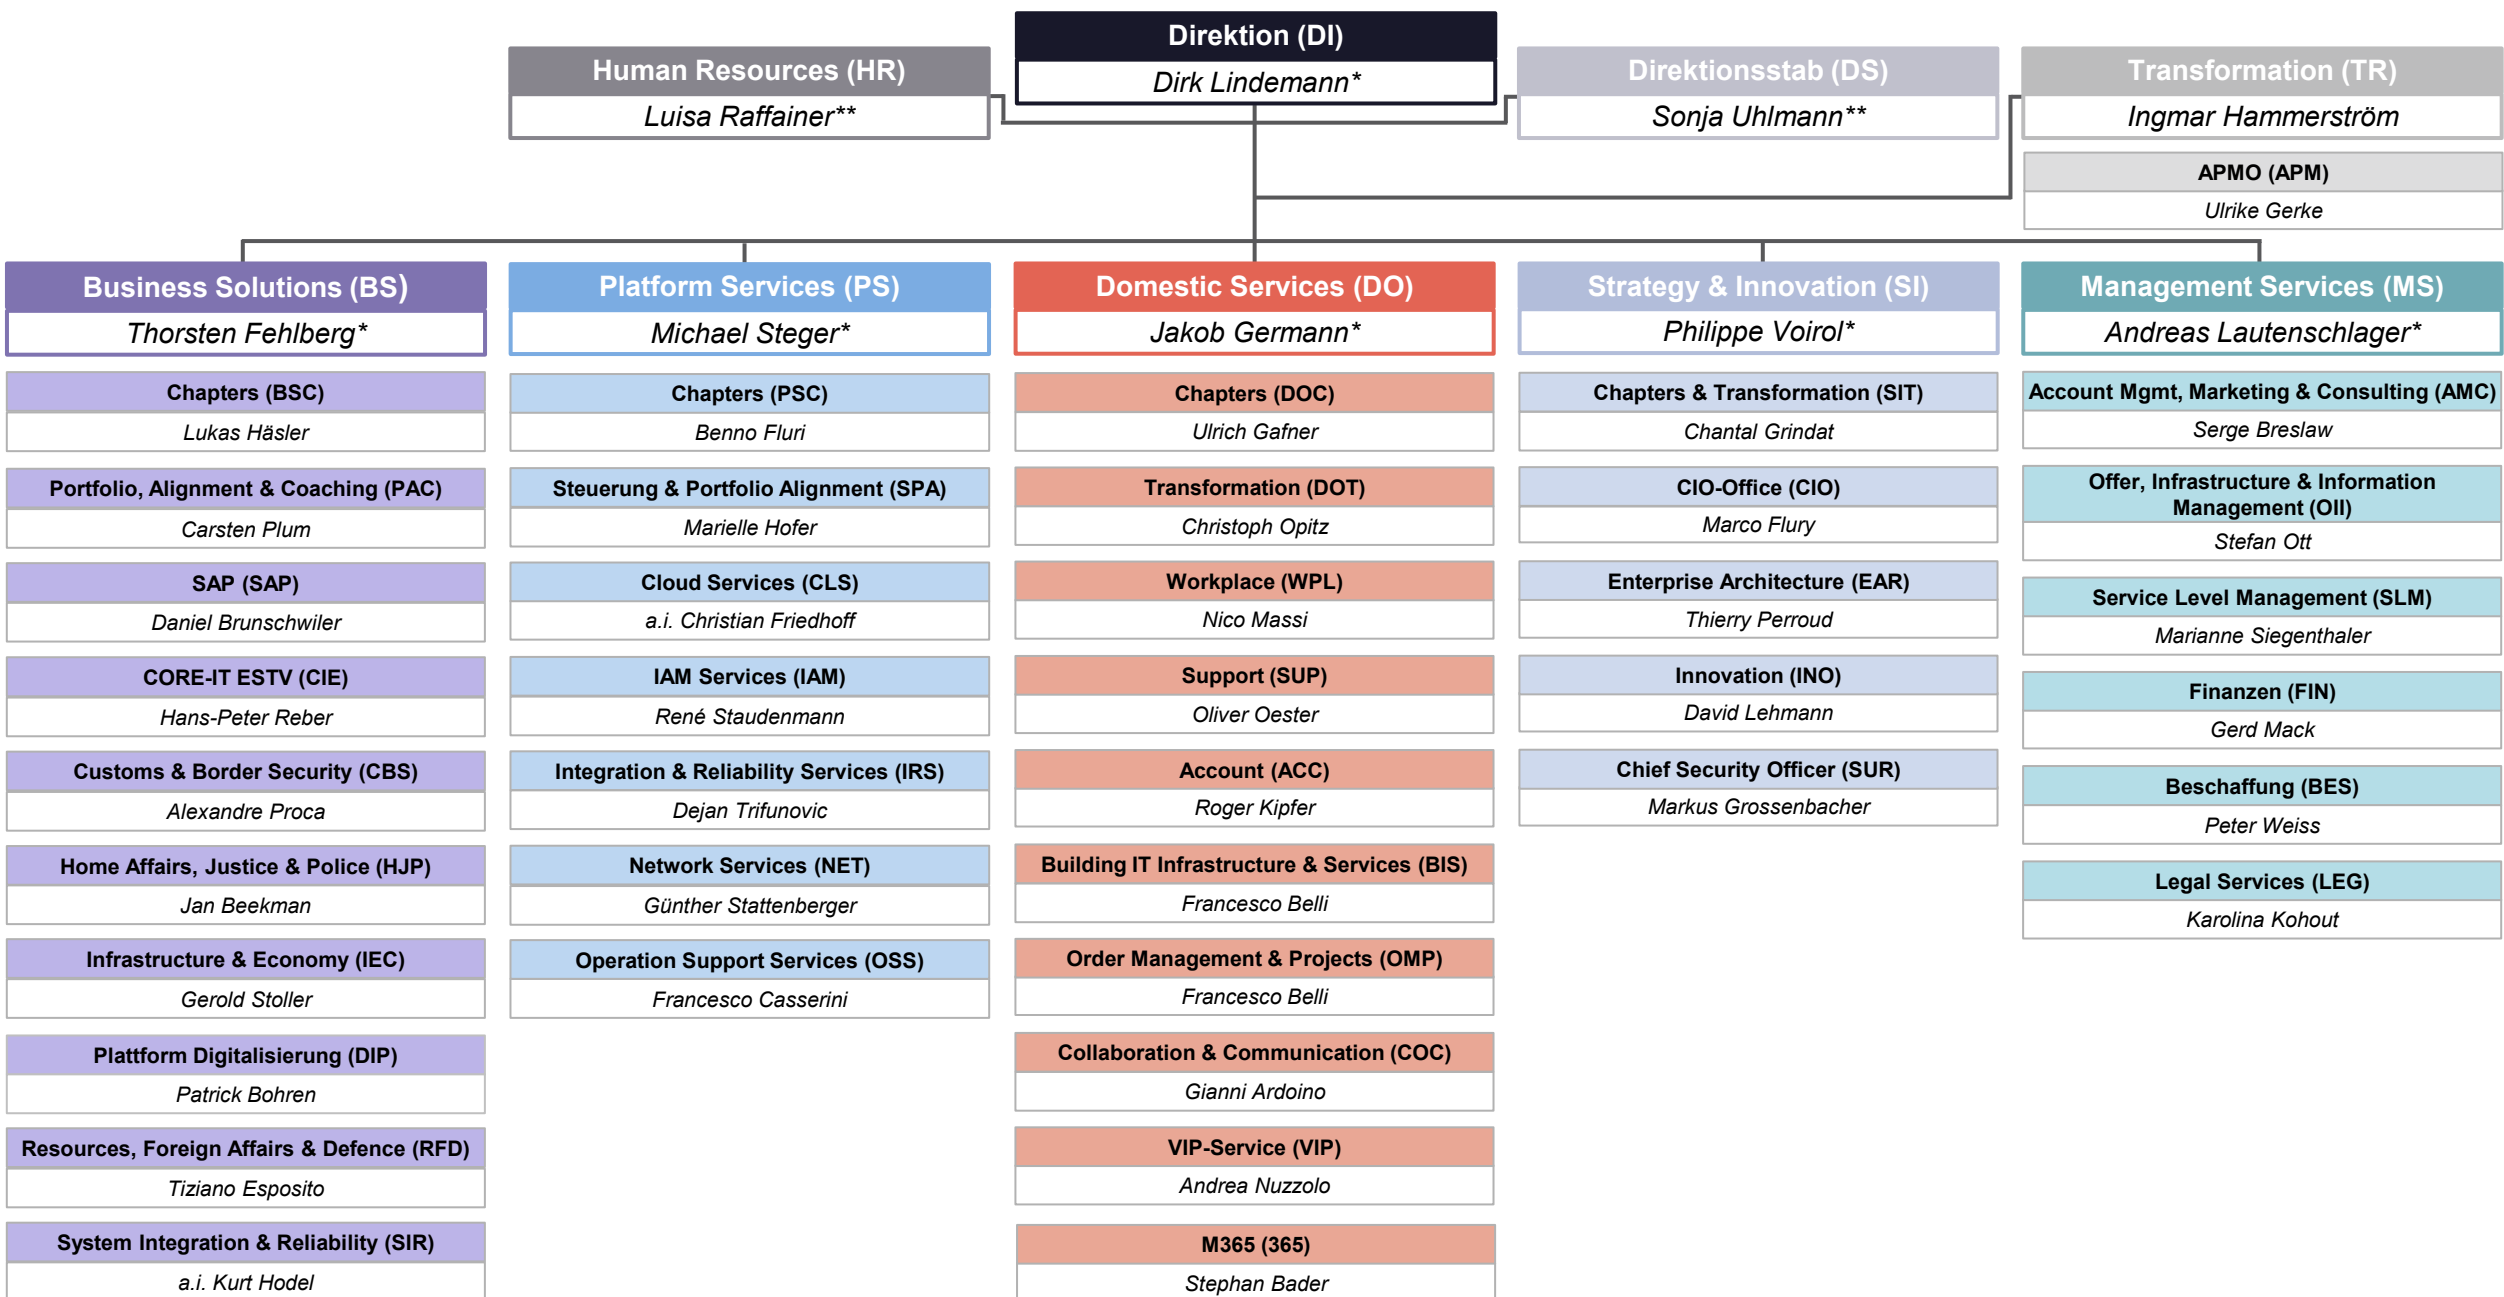 Direktion (DI)
Dirk Lindemann*
Human Resources (HR)
Luisa Raffainer**
Direktionsstab (DS)
Sonja Uhlmann**
Transformation (TR)
Ingmar Hammerström
APMO (APM)
Ulrike Gerke
Business Solutions (BS)
Thorsten Fehlberg*
Chapters (BSC)
Lukas Häsler
Portfolio, Alignment & Coaching (PAC)
Carsten Plum
SAP (SAP)
Daniel Brunschwiler
CORE-IT ESTV (CIE)
Hans-Peter Reber
Customs & Border Security (CBS)
Alexandre Proca
Home Affairs, Justice & Police (HJP)
Jan Beekman
Infrastructure & Economy (IEC)
Gerold Stoller
Plattform Digitalisierung (DIP)
Patrick Bohren
Resources, Foreign Affairs & Defence (RFD)
Tiziano Esposito
System Integration & Reliability (SIR)
a.i. Kurt Hodel
Platform Services (PS)
Michael Steger*
Chapters (PSC)
Benno Fluri
Steuerung & Portfolio Alignment (SPA)
Marielle Hofer
Cloud Services (CLS)
a.i. Christian Friedhoff
IAM Services (IAM)
René Staudenmann
Integration & Reliability Services (IRS)
Dejan Trifunovic
Network Services (NET)
Günther Stattenberger
Operation Support Services (OSS)
Francesco Casserini
Domestic Services (DO)
Jakob Germann*
Chapters (DOC)
Ulrich Gafner
Transformation (DOT)
Christoph Opitz
Workplace (WPL)
Nico Massi
Support (SUP)
Oliver Oester
Account (ACC)
Roger Kipfer
Building IT Infrastructure & Services (BIS)
Francesco Belli
Order Management & Projects (OMP)
Francesco Belli
Collaboration & Communication (COC)
Gianni Ardoino
VIP-Service (VIP)
Andrea Nuzzolo
M365 (365)
Stephan Bader
Strategy & Innovation (SI)
Philippe Voirol*
Chapters & Transformation (SIT)
Chantal Grindat
CIO-Office (CIO)
Marco Flury
Enterprise Architecture (EAR)
Thierry Perroud
Innovation (INO)
David Lehmann
Chief Security Officer (SUR)
Markus Grossenbacher
Management Services (MS)
Andreas Lautenschlager*
Account Mgmt, Marketing & Consulting (AMC)
Serge Breslaw
Offer, Infrastructure & Information
Management (OII)
Stefan Ott
Service Level Management (SLM)
Marianne Siegenthaler
Finanzen (FIN)
Gerd Mack
Beschaffung (BES)
Peter Weiss
Legal Services (LEG)
Karolina Kohout